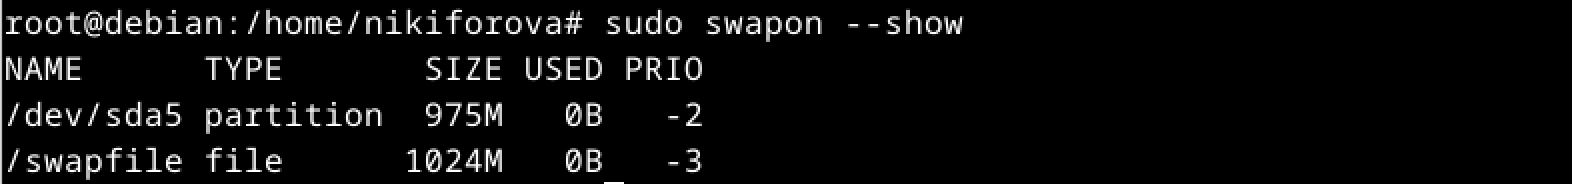 root@debian:/home/nikiforova# sudo swapon --show
NAME      TYPE       SIZE USED PRIO
/dev/sda5 partition  975M   0B   -2
/swapfile file      1024M   0B   -3